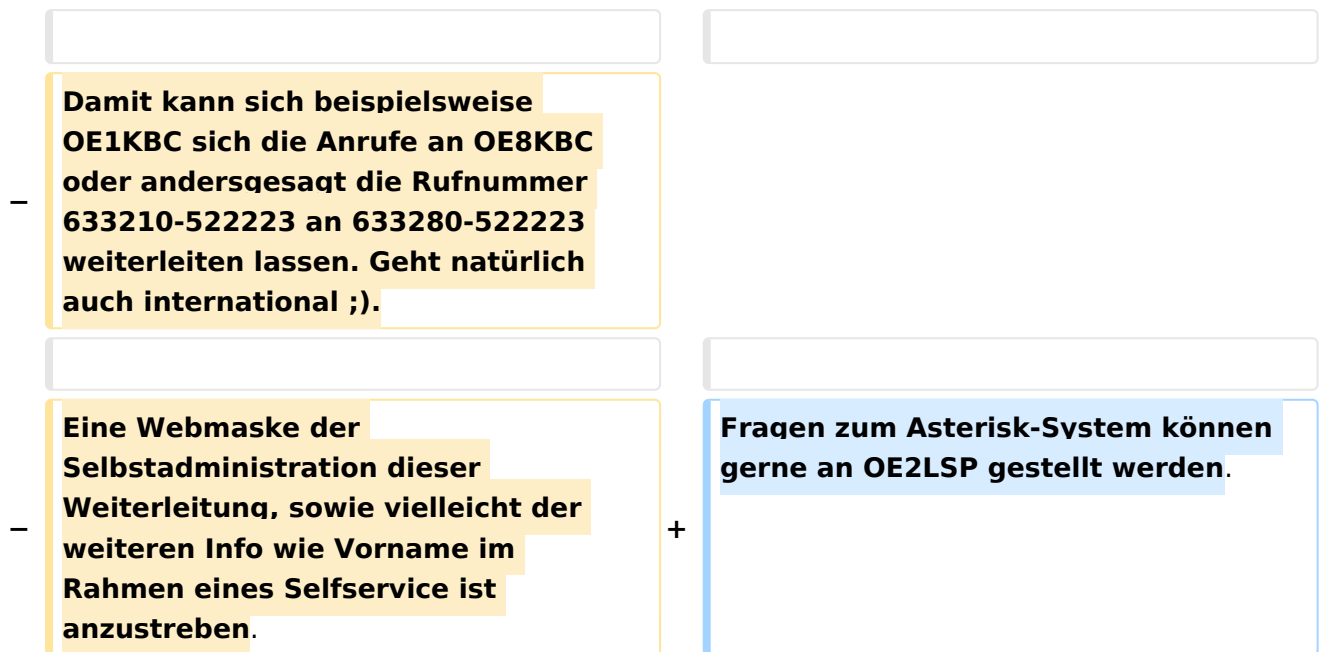 Damit kann sich beispielsweise
OE1KBC sich die Anrufe an OE8KBC
oder andersgesagt die Rufnummer
− 633210-522223 an 633280-522223
weiterleiten lassen. Geht natürlich
auch international ;).
Eine Webmaske der
Selbstadministration dieser
Weiterleitung, sowie vielleicht der
weiteren Info wie Vorname im
Rahmen eines Selfservice ist
anzustreben.
− +
Fragen zum Asterisk-System können
gerne an OE2LSP gestellt werden.